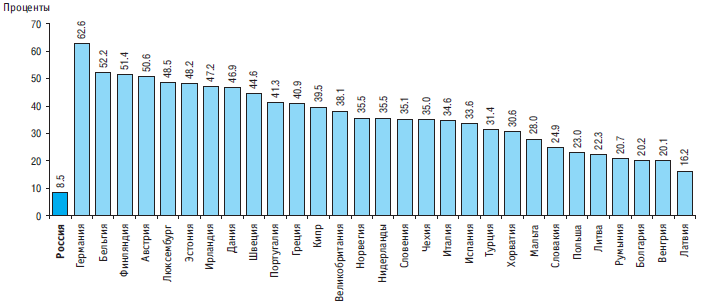 Проценты
70
60
50
40
30
20
10
0
8.5
62.6
52.2
51.4
50.6
48.5
48.2
47.2
46.9
44.6
41.3
40.9
39.5
38.1
35.5
35.5
35.1
35.0
34.6
33.6
31.4
30.6
28.0
24.9
23.0
22.3
20.7
20.2
20.1
16.2
Россия
Германия
Бельгия
Финляндия
Австрия
Люксембург
Эстония
Ирландия
Дания
Швеция
Португалия
Греция
Кипр
Великобритания
Норвегия
Нидерланды
Словения
Чехия
Италия
Испания
Турция
Хорватия
Мальта
Словакия
Польша
Литва
Румыния
Болгария
Венгрия
Латвия